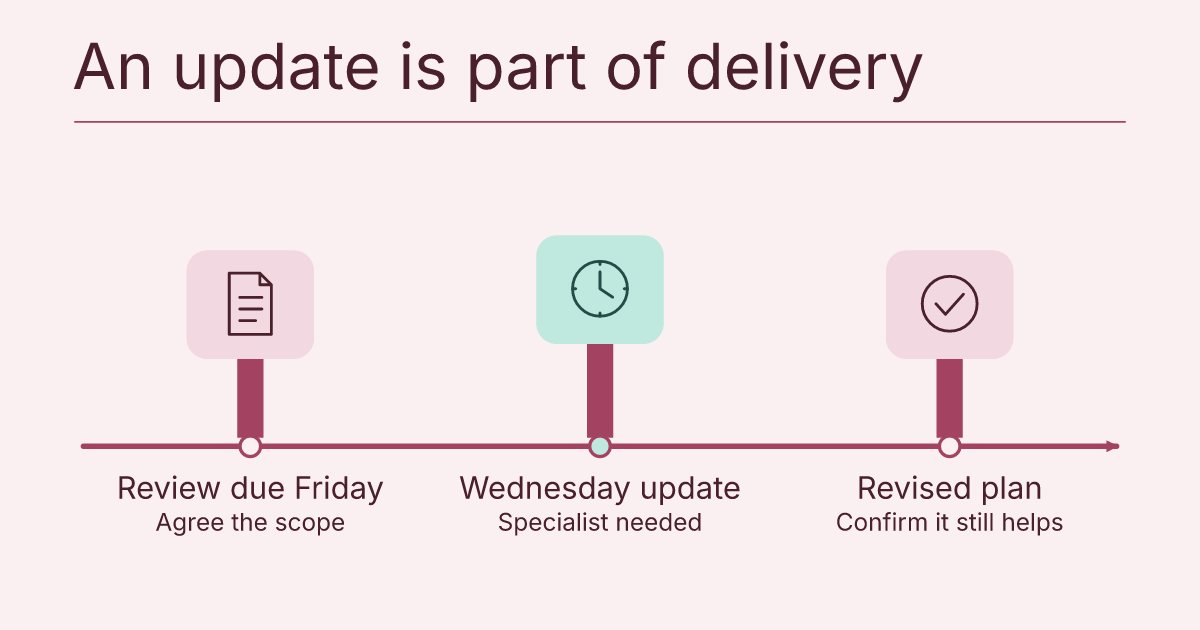 An update is part of delivery
Review due Friday
Agree the scope
Wednesday update
Specialist needed
Revised plan
Confirm it still helps